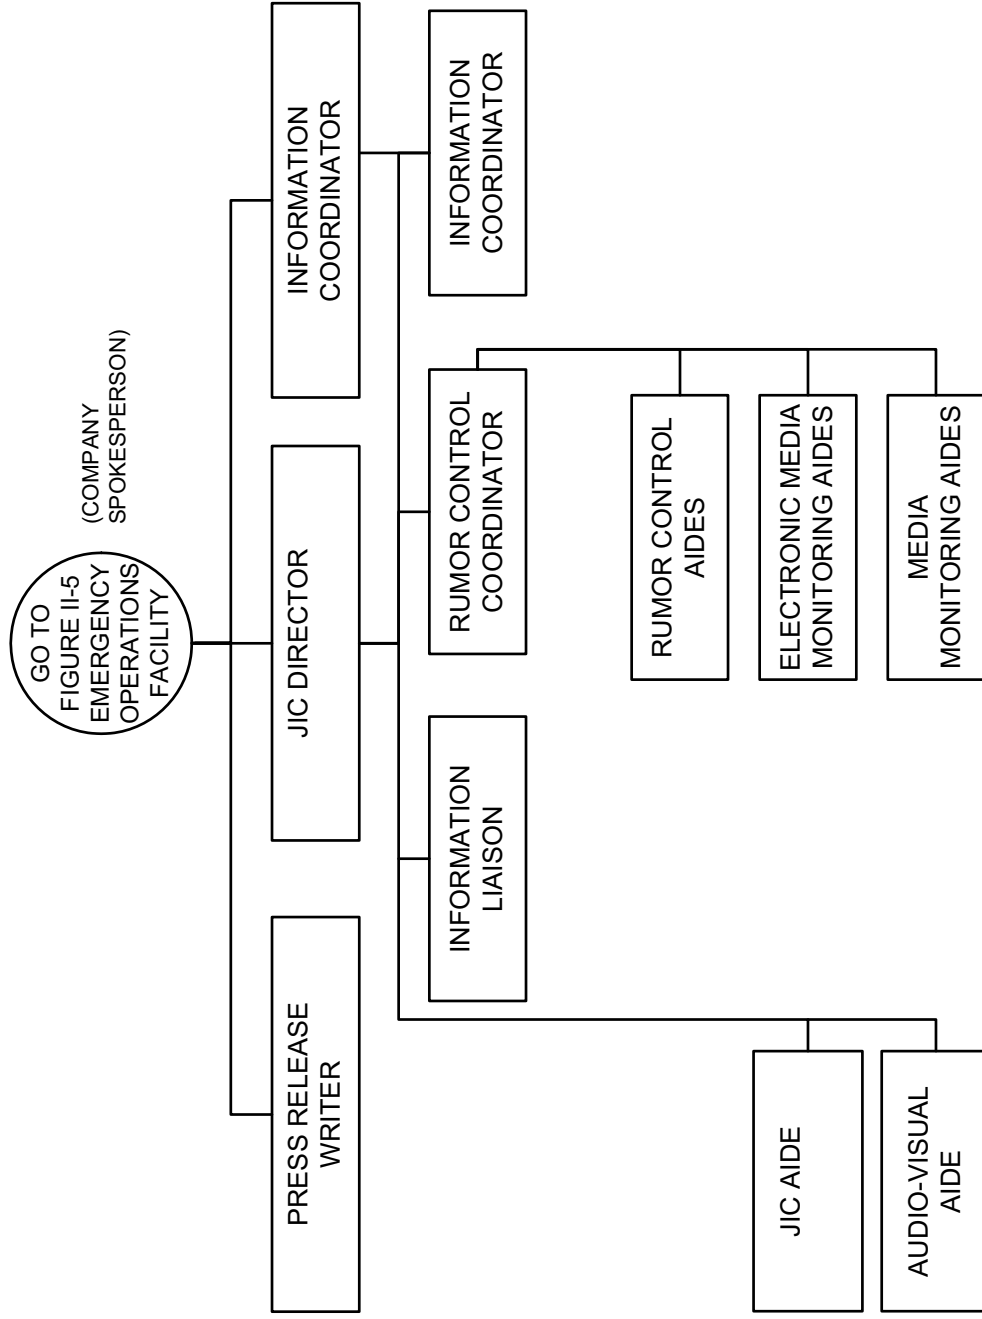 GO TO
FIGURE II-5
EMERGENCY
OPERATIONS
FACILITY
(COMPANY
SPOKESPERSON)
PRESS RELEASE
WRITER
JIC DIRECTOR
INFORMATION
COORDINATOR
INFORMATION
LIAISON
RUMOR CONTROL
COORDINATOR
INFORMATION
COORDINATOR
RUMOR CONTROL
AIDES
ELECTRONIC MEDIA
MONITORING AIDES
MEDIA
MONITORING AIDES
JIC AIDE
AUDIO-VISUAL
AIDE